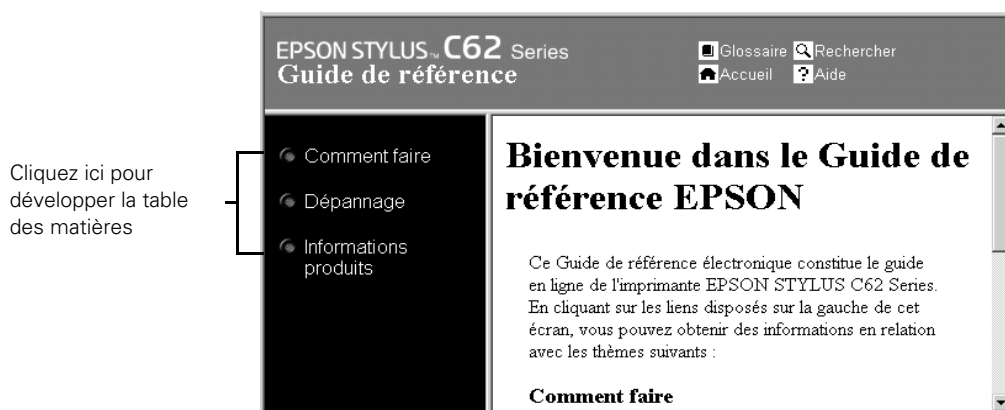 EPSON STYLUS™ C62 Series
Guide de référence
Glossaire Rechercher
Accueil ? Aide
Cliquez ici pour
développer la table
des matières
Comment faire
Dépannage
Informations
produits
Bienvenue dans le Guide de
référence EPSON
Ce Guide de référence électronique constitue le guide
en ligne de l'imprimante EPSON STYLUS C62 Series.
En cliquant sur les liens disposés sur la gauche de cet
écran, vous pouvez obtenir des informations en relation
avec les thèmes suivants :
Comment faire